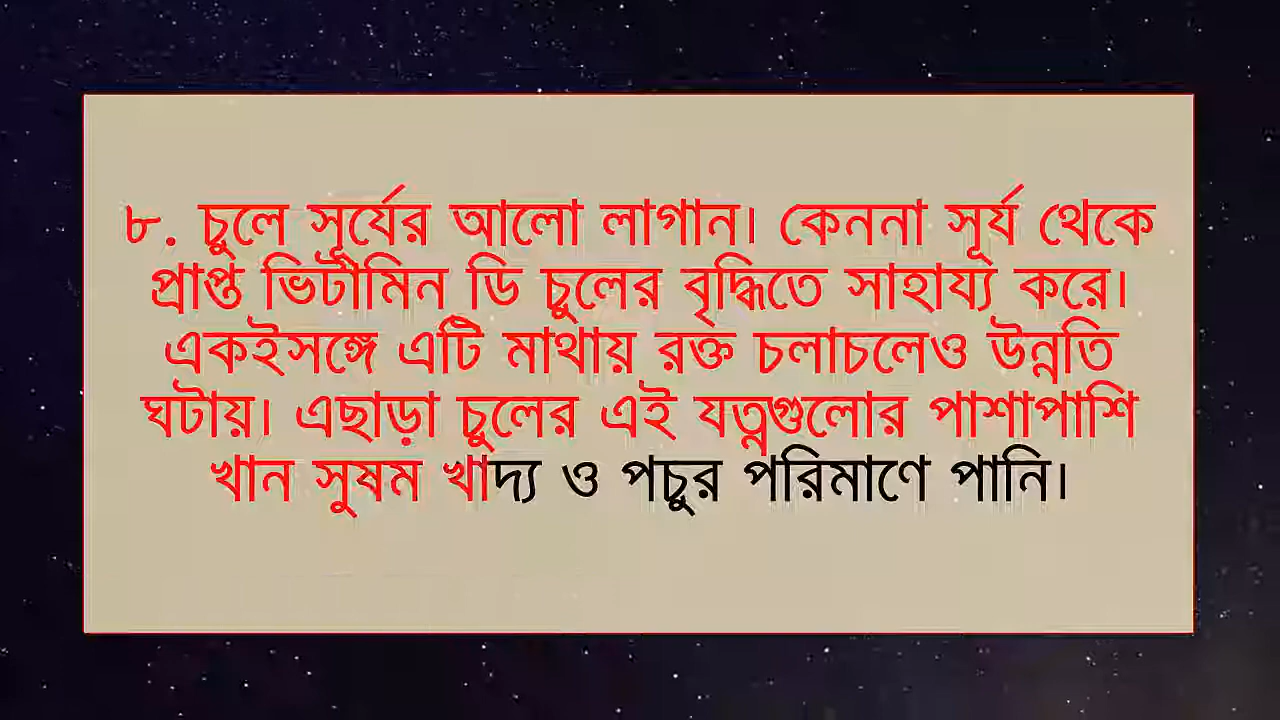 ৮. চুলে সূর্যের আলো লাগান। কেননা সূর্য থেকে
প্রাপ্ত ভিটামিন ডি চুলের বৃদ্ধিতে সাহায্য করে।
একইসঙ্গে এটি মাথায় রক্ত চলাচলেও উন্নতি
ঘটায়। এছাড়া চুলের এই যত্নগুলোর পাশাপাশি
খান সুষম খাদ্য ও পচুর পরিমাণে পানি।